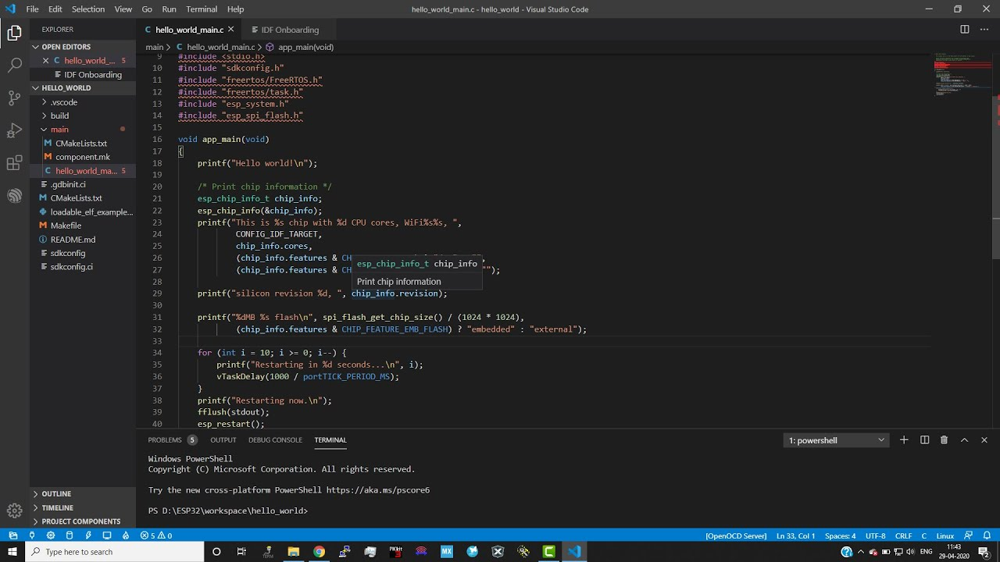 File Edit Selection View Go Run Terminal Help
hello_world_main.c - hello_world - Visual Studio Code
EXPLORER
OPEN EDITORS
hello_world_... 5
IDF Onboarding
HELLO_WORLD
.vscode
build
main
CMakeLists.txt
component.mk
hello_world_ma... 5
.gdbinit.ci
CMakeLists.txt
loadable_elf_example...
Makefile
README.md
sdkconfig
sdkconfig.ci
OUTLINE
TIMELINE
PROJECT COMPONENTS
hello_world_main.c IDF Onboarding
main > hello_world_main.c > app_main(void)
9 #include <stdio.h>
10 #include "sdkconfig.h"
11 #include "freertos/FreeRTOS.h"
12 #include "freertos/task.h"
13 #include "esp_system.h"
14 #include "esp_spi_flash.h"
15
16 void app_main(void)
17 {
18 printf("Hello world!\n");
19
20 /* Print chip information */
21 esp_chip_info_t chip_info;
22 esp_chip_info(&chip_info);
23 printf("This is %s chip with %d CPU cores, WiFi%s%s, ",
24 CONFIG_IDF_TARGET,
25 chip_info.cores,
26 (chip_info.features & CH
27 (chip_info.features & CH "");
esp_chip_info_t chip_info
Print chip information
28
29 printf("silicon revision %d, ", chip_info.revision);
30
31 printf("%dMB %s flash\n", spi_flash_get_chip_size() / (1024 * 1024),
32 (chip_info.features & CHIP_FEATURE_EMB_FLASH) ? "embedded" : "external");
33
34 for (int i = 10; i >= 0; i--) {
35 printf("Restarting in %d seconds...\n", i);
36 vTaskDelay(1000 / portTICK_PERIOD_MS);
37 }
38 printf("Restarting now.\n");
39 fflush(stdout);
40 esp_restart();
PROBLEMS 5 OUTPUT DEBUG CONSOLE TERMINAL 1: powershell
Windows PowerShell
Copyright (C) Microsoft Corporation. All rights reserved.
Try the new cross-platform PowerShell https://aka.ms/pscore6
PS D:\ESP32\workspace\hello_world>
5 0 [OpenOCD Server] Ln 33, Col 1 Spaces: 4 UTF-8 CRLF C Linux
Type here to search
ENG
11:43
29-04-2020
2